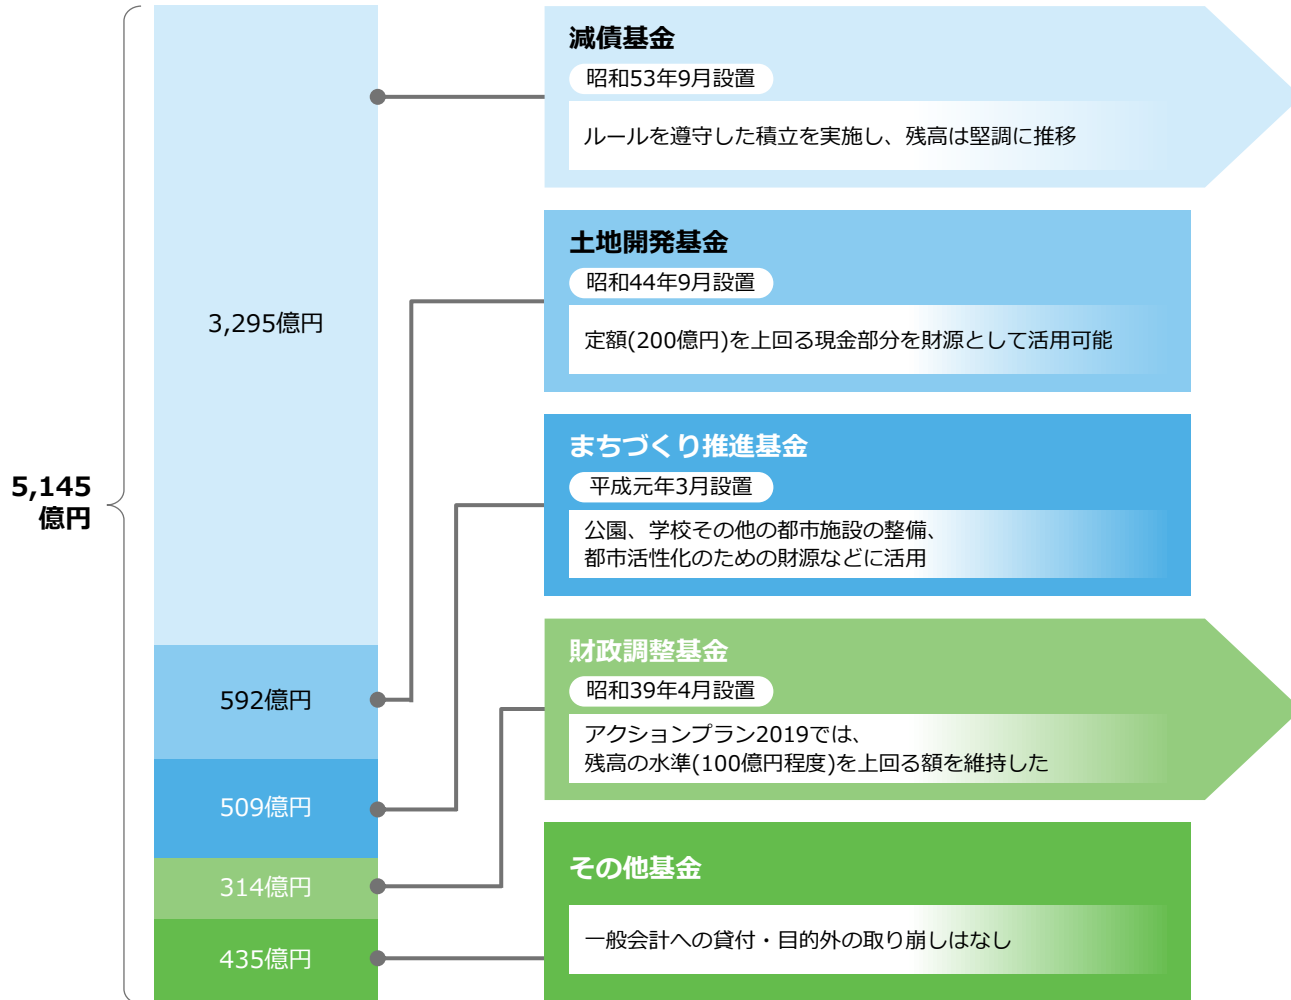 5,145
億円
3,295億円
592億円
509億円
314億円
435億円
減債基金
昭和53年9月設置
ルールを遵守した積立を実施し、残高は堅調に推移
土地開発基金
昭和44年9月設置
定額(200億円)を上回る現金部分を財源として活用可能
まちづくり推進基金
平成元年3月設置
公園、学校その他の都市施設の整備、
都市活性化のための財源などに活用
財政調整基金
昭和39年4月設置
アクションプラン2019では、
残高の水準(100億円程度)を上回る額を維持した
その他基金
一般会計への貸付・目的外の取り崩しはなし